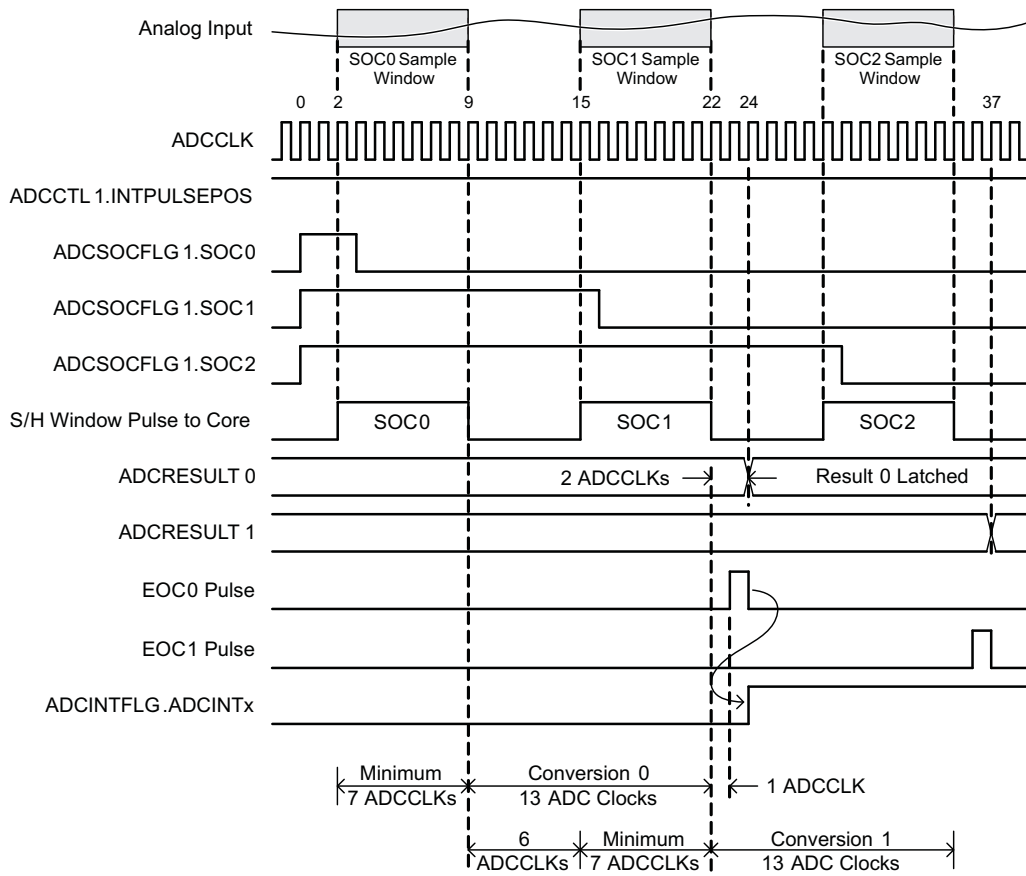 Analog Input
SOC0 Sample
Window
SOC1 Sample
Window
SOC2 Sample
Window
0 2 9 15 22 24 37
ADCCLK
ADCCTL 1.INTPULSEPOS
ADCSOCFLG 1.SOC0
ADCSOCFLG 1.SOC1
ADCSOCFLG 1.SOC2
S/H Window Pulse to Core
SOC0 SOC1 SOC2
ADCRESULT 0
2 ADCCLKs
Result 0 Latched
ADCRESULT 1
EOC0 Pulse
EOC1 Pulse
ADCINTFLG .ADCINTx
Minimum
7 ADCCLKs
Conversion 0
13 ADC Clocks
1 ADCCLK
6
ADCCLKs
Minimum
7 ADCCLKs
Conversion 1
13 ADC Clocks